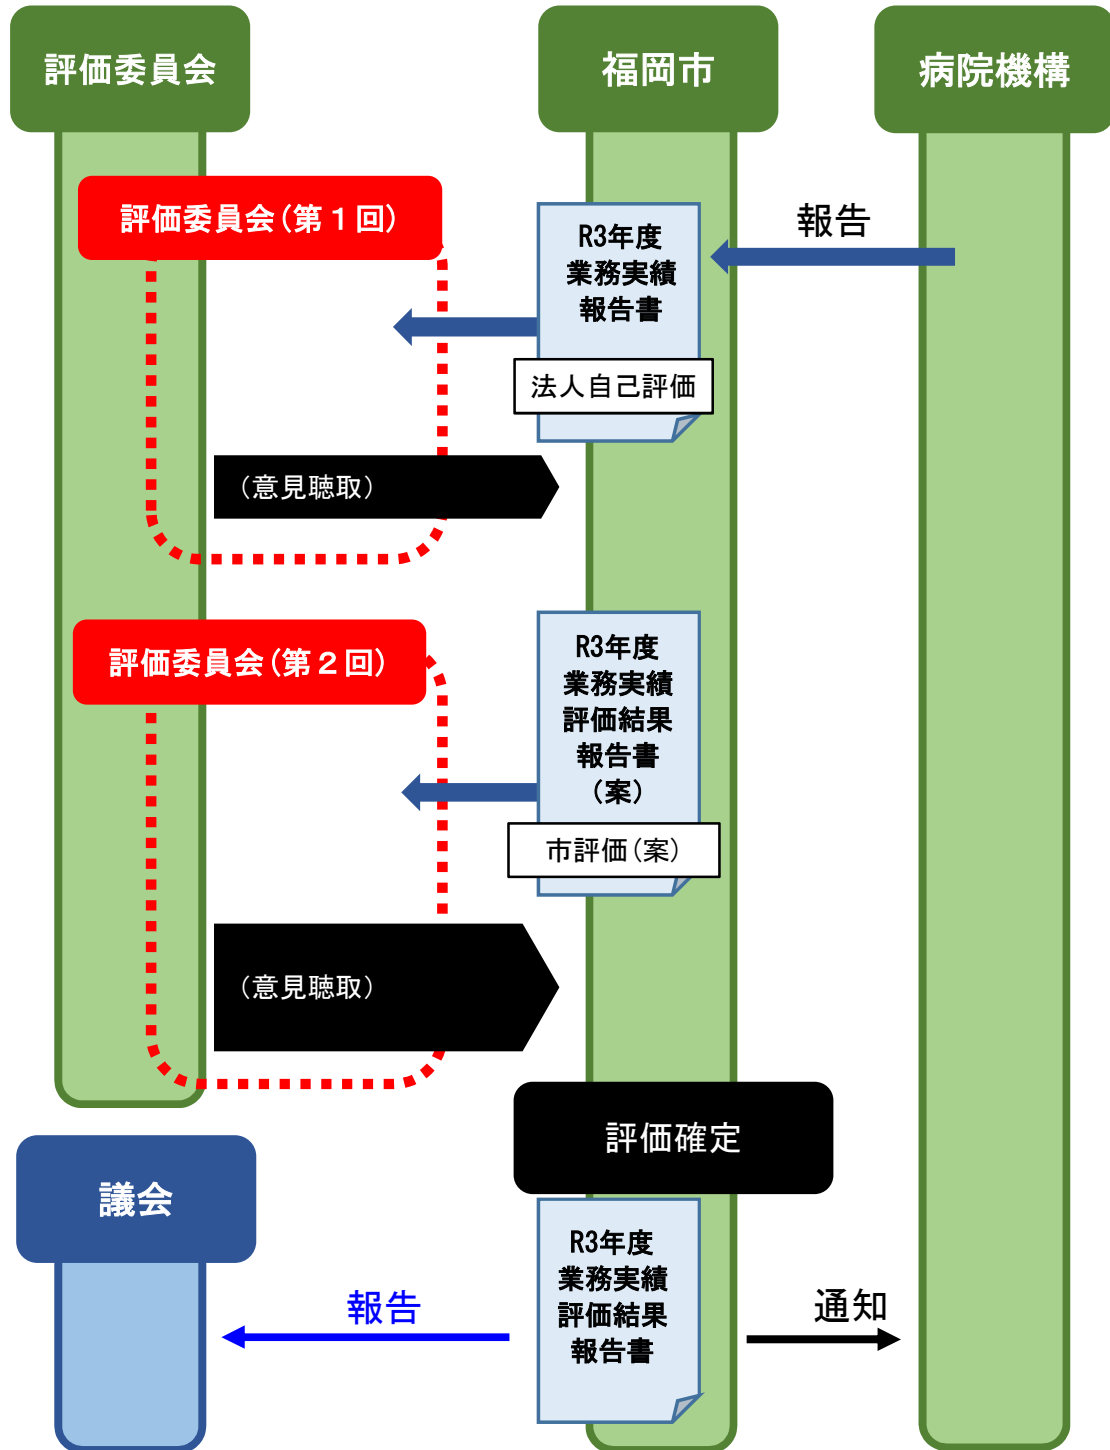 評価委員会
福岡市
病院機構
評価委員会(第１回)
R3年度
業務実績
報告書
報告
法人自己評価
(意見聴取)
評価委員会(第２回)
R3年度
業務実績
評価結果
報告書
(案)
市評価(案)
(意見聴取)
評価確定
議会
R3年度
業務実績
評価結果
報告書
報告
通知